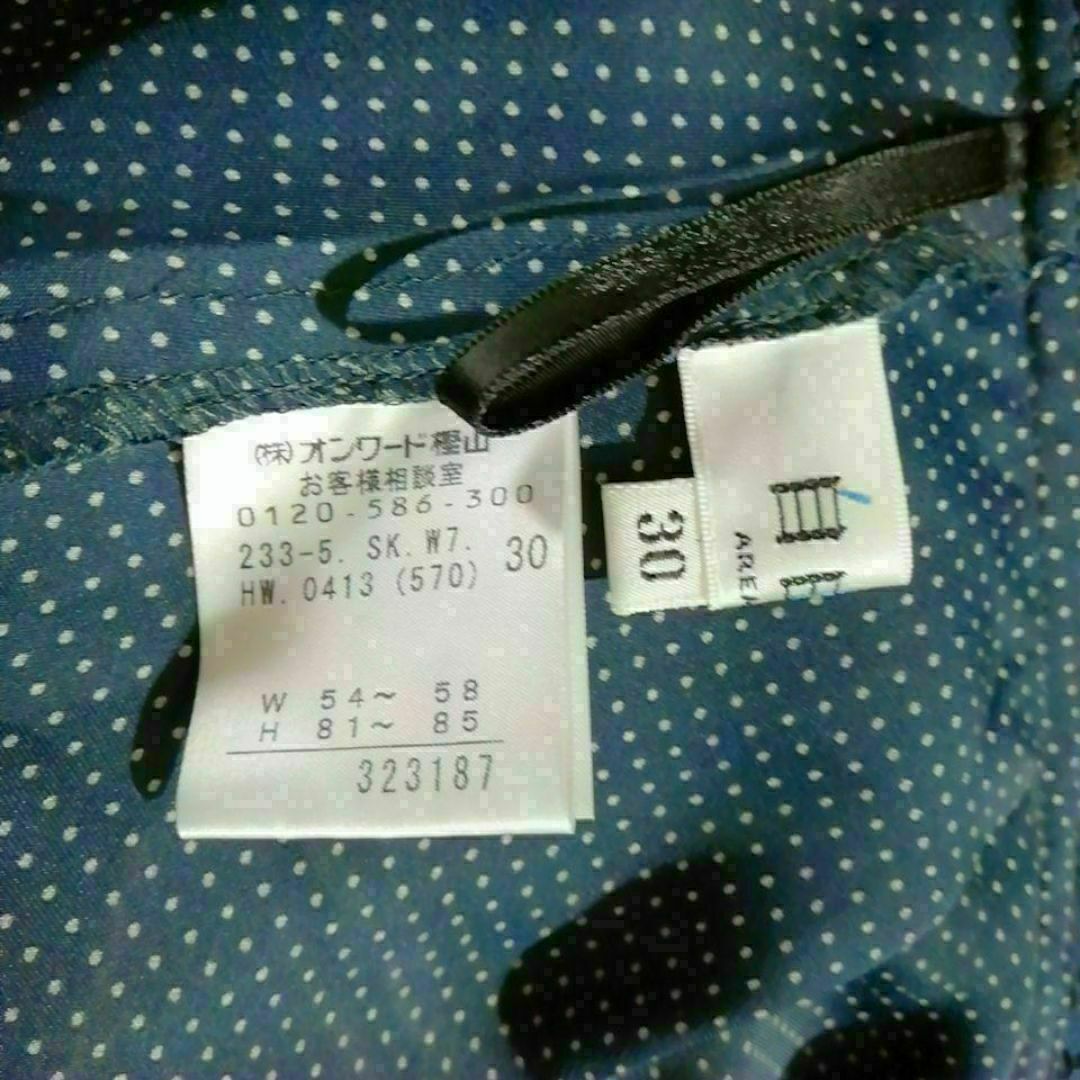 (株)オンワード樫山
お客様相談室
0120-586-300
233-5. SK. W7. 30
HW. 0413 (570)
W 54～ 58
H 81～ 85
323187
30